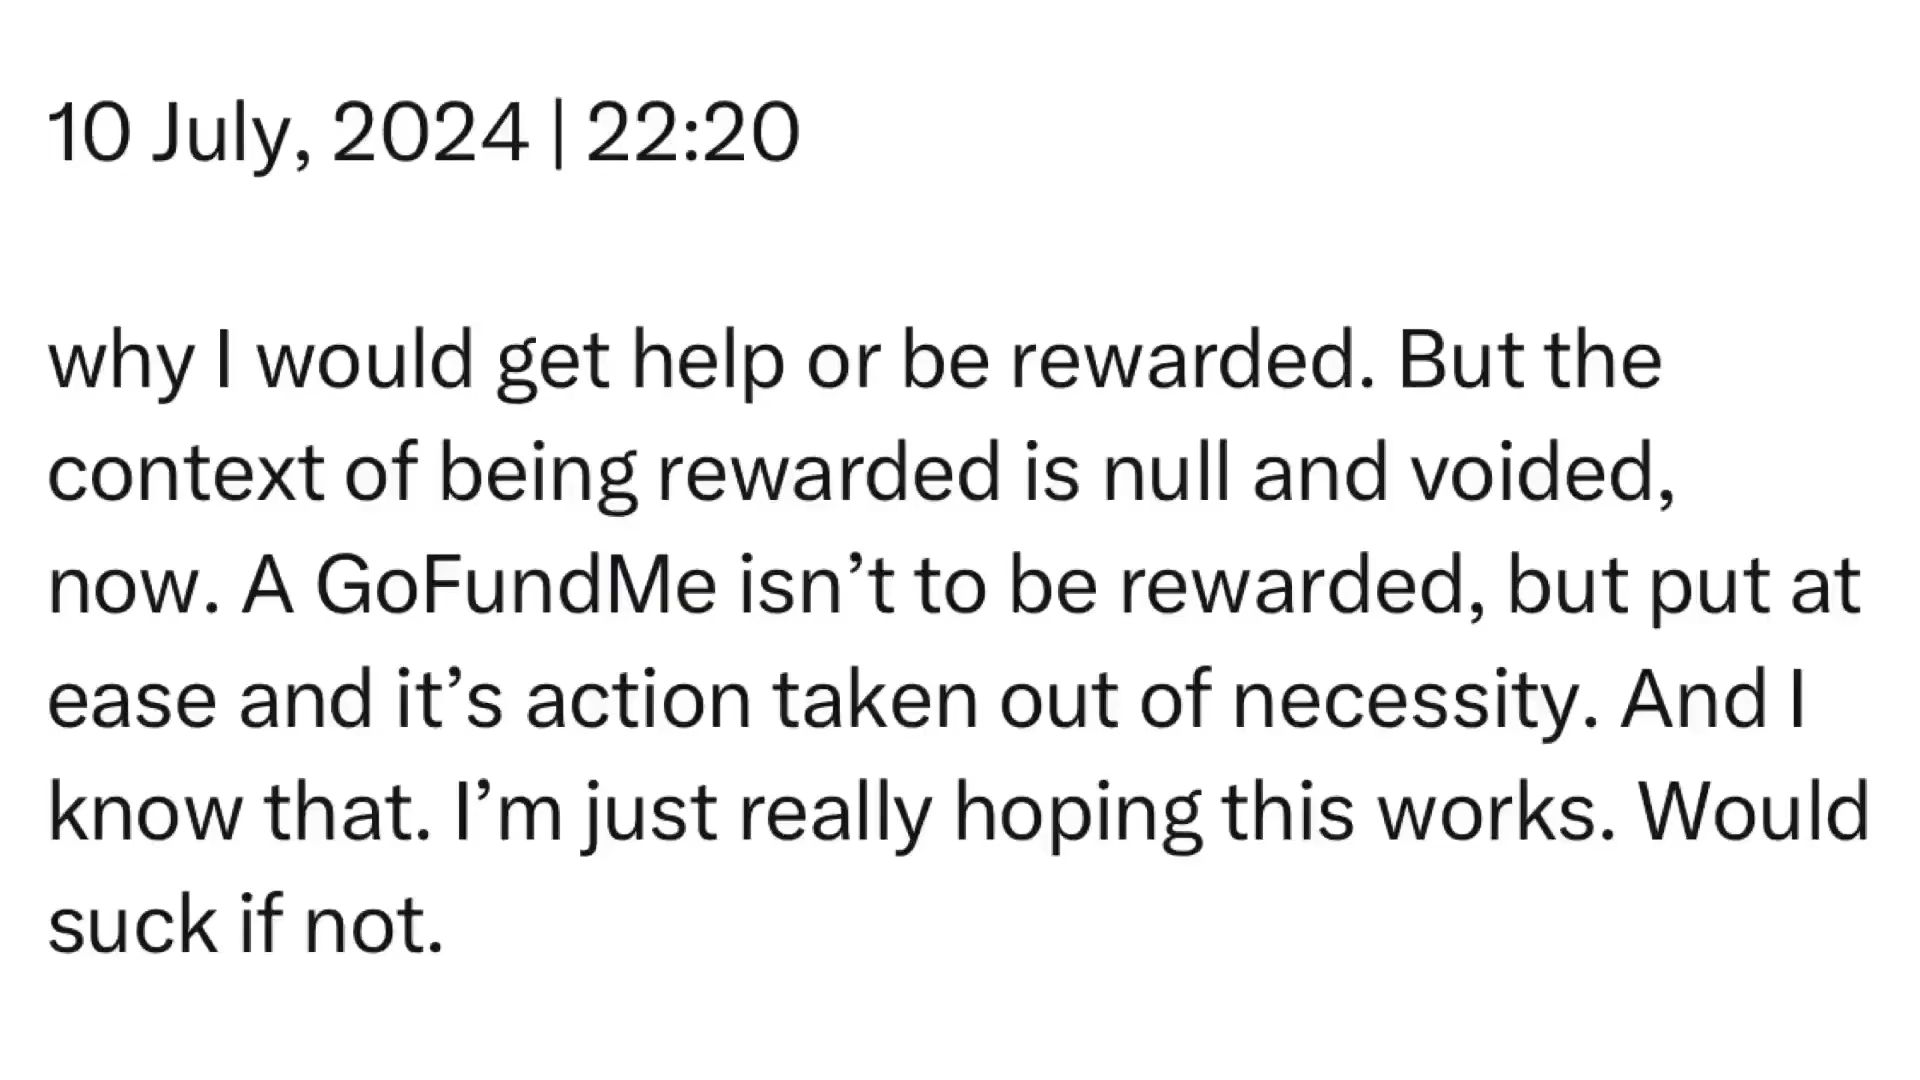 10 July, 2024 | 22:20
why I would get help or be rewarded. But the
context of being rewarded is null and voided,
now. A GoFundMe isn’t to be rewarded, but put at
ease and it’s action taken out of necessity. And I
know that. I’m just really hoping this works. Would
suck if not.